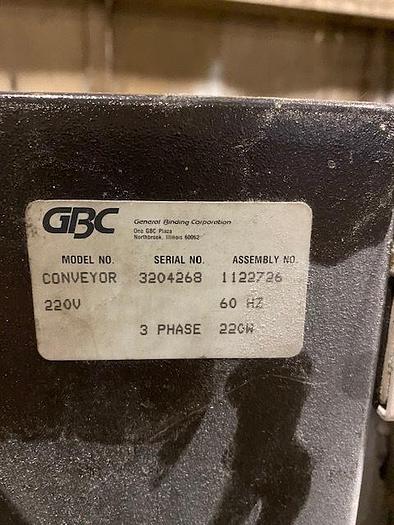 GBC General Binding Corporation
One GBC Plaza
Northbrook, Illinois 60062
MODEL NO. SERIAL NO. ASSEMBLY NO.
CONVEYOR 3204268 1122726
220V 60 HZ
3 PHASE 220W